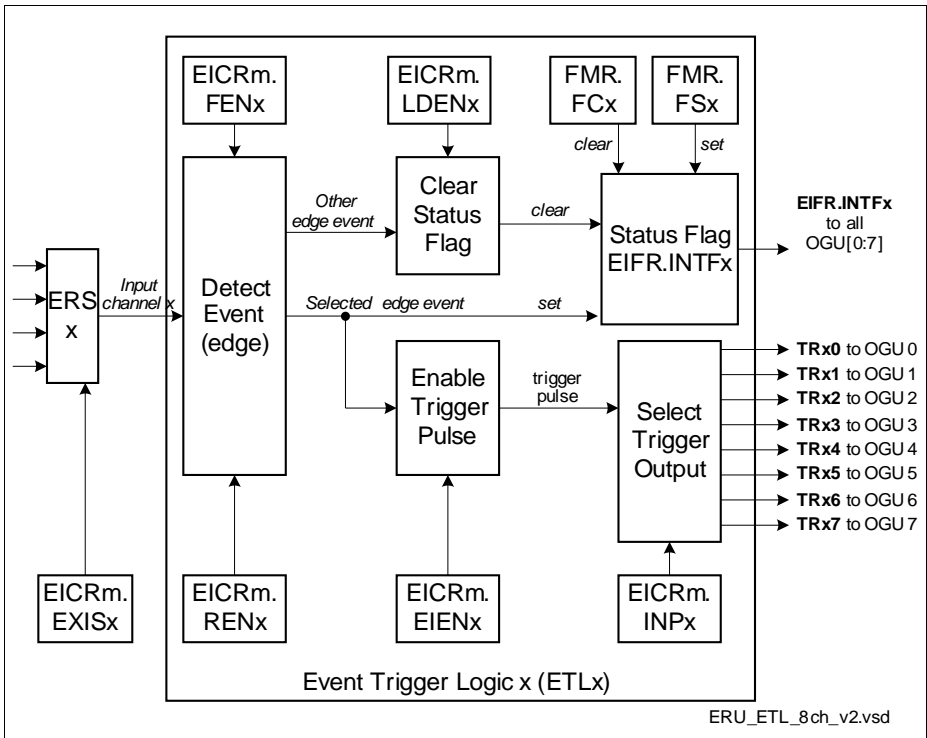 EICRm.
FENx
EICRm.
LDENx
FMR.
FCx
FMR.
FSx
clear
set
Other
edge event
Clear
Status
Flag
clear
Status Flag
EIFR.INTFx
EIFR.INTFx
to all
OGU[0:7]
ERS
x
Input
channel x
Detect
Event
(edge)
Selected edge event
set
Enable
Trigger
Pulse
trigger
pulse
Select
Trigger
Output
TRx0 to OGU 0
TRx1 to OGU 1
TRx2 to OGU 2
TRx3 to OGU 3
TRx4 to OGU 4
TRx5 to OGU 5
TRx6 to OGU 6
TRx7 to OGU 7
EICRm.
EXISx
EICRm.
RENx
EICRm.
EIENx
EICRm.
INPx
Event Trigger Logic x (ETLx)
ERU_ETL_8ch_v2.vsd